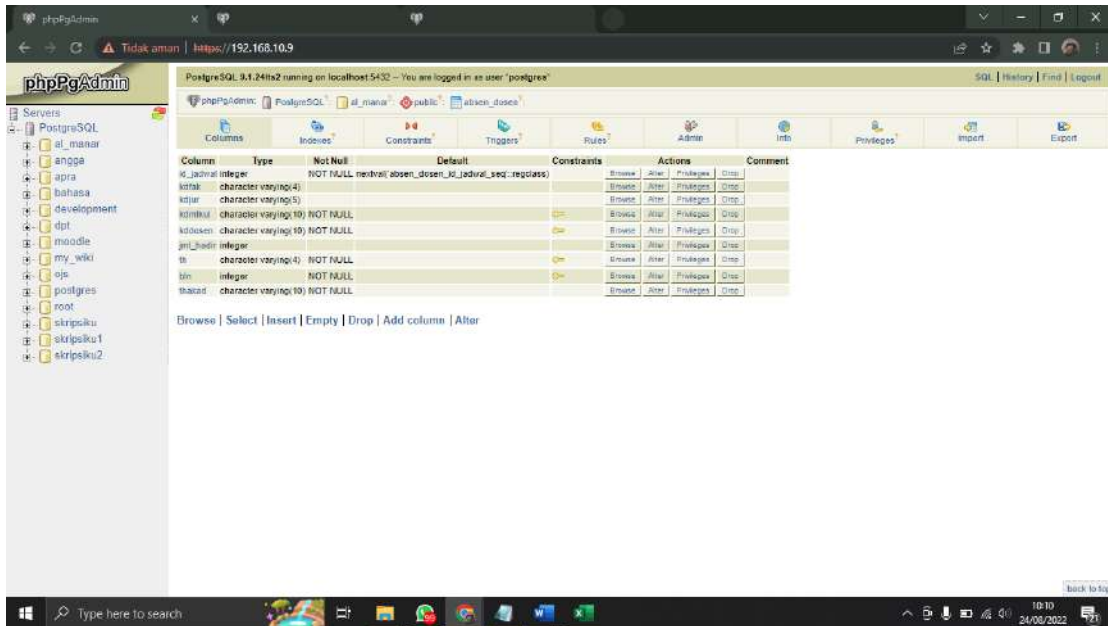 phpPgAdmin
Tidak aman | https://192.168.10.9
phpPgAdmin
PostgreSQL 9.1.24lts2 running on localhost:5432 -- You are logged in as user "postgres"
SQL | History | Find | Logout
phpPgAdmin: PostgreSQL?: al_manar?: public?: absen_dosen?:
Servers
PostgreSQL
al_manar
angga
apra
bahasa
development
dpt
moodle
my_wiki
ojs
postgres
root
skripsiku
skripsiku1
skripsiku2
Columns Indexes? Constraints? Triggers? Rules? Admin Info Privileges? Import Export
Column Type Not Null Default Constraints Actions Comment
id_jadwal integer NOT NULL nextval('absen_dosen_id_jadwal_seq'::regclass) Browse Alter Privileges Drop
kdfak character varying(4) Browse Alter Privileges Drop
kdjur character varying(5) Browse Alter Privileges Drop
kdmtkul character varying(10) NOT NULL Browse Alter Privileges Drop
kddosen character varying(10) NOT NULL Browse Alter Privileges Drop
jml_hadir integer Browse Alter Privileges Drop
th character varying(4) NOT NULL Browse Alter Privileges Drop
bln integer NOT NULL Browse Alter Privileges Drop
thakad character varying(10) NOT NULL Browse Alter Privileges Drop
Browse | Select | Insert | Empty | Drop | Add column | Alter
back to top
Type here to search
10:10
24/08/2022